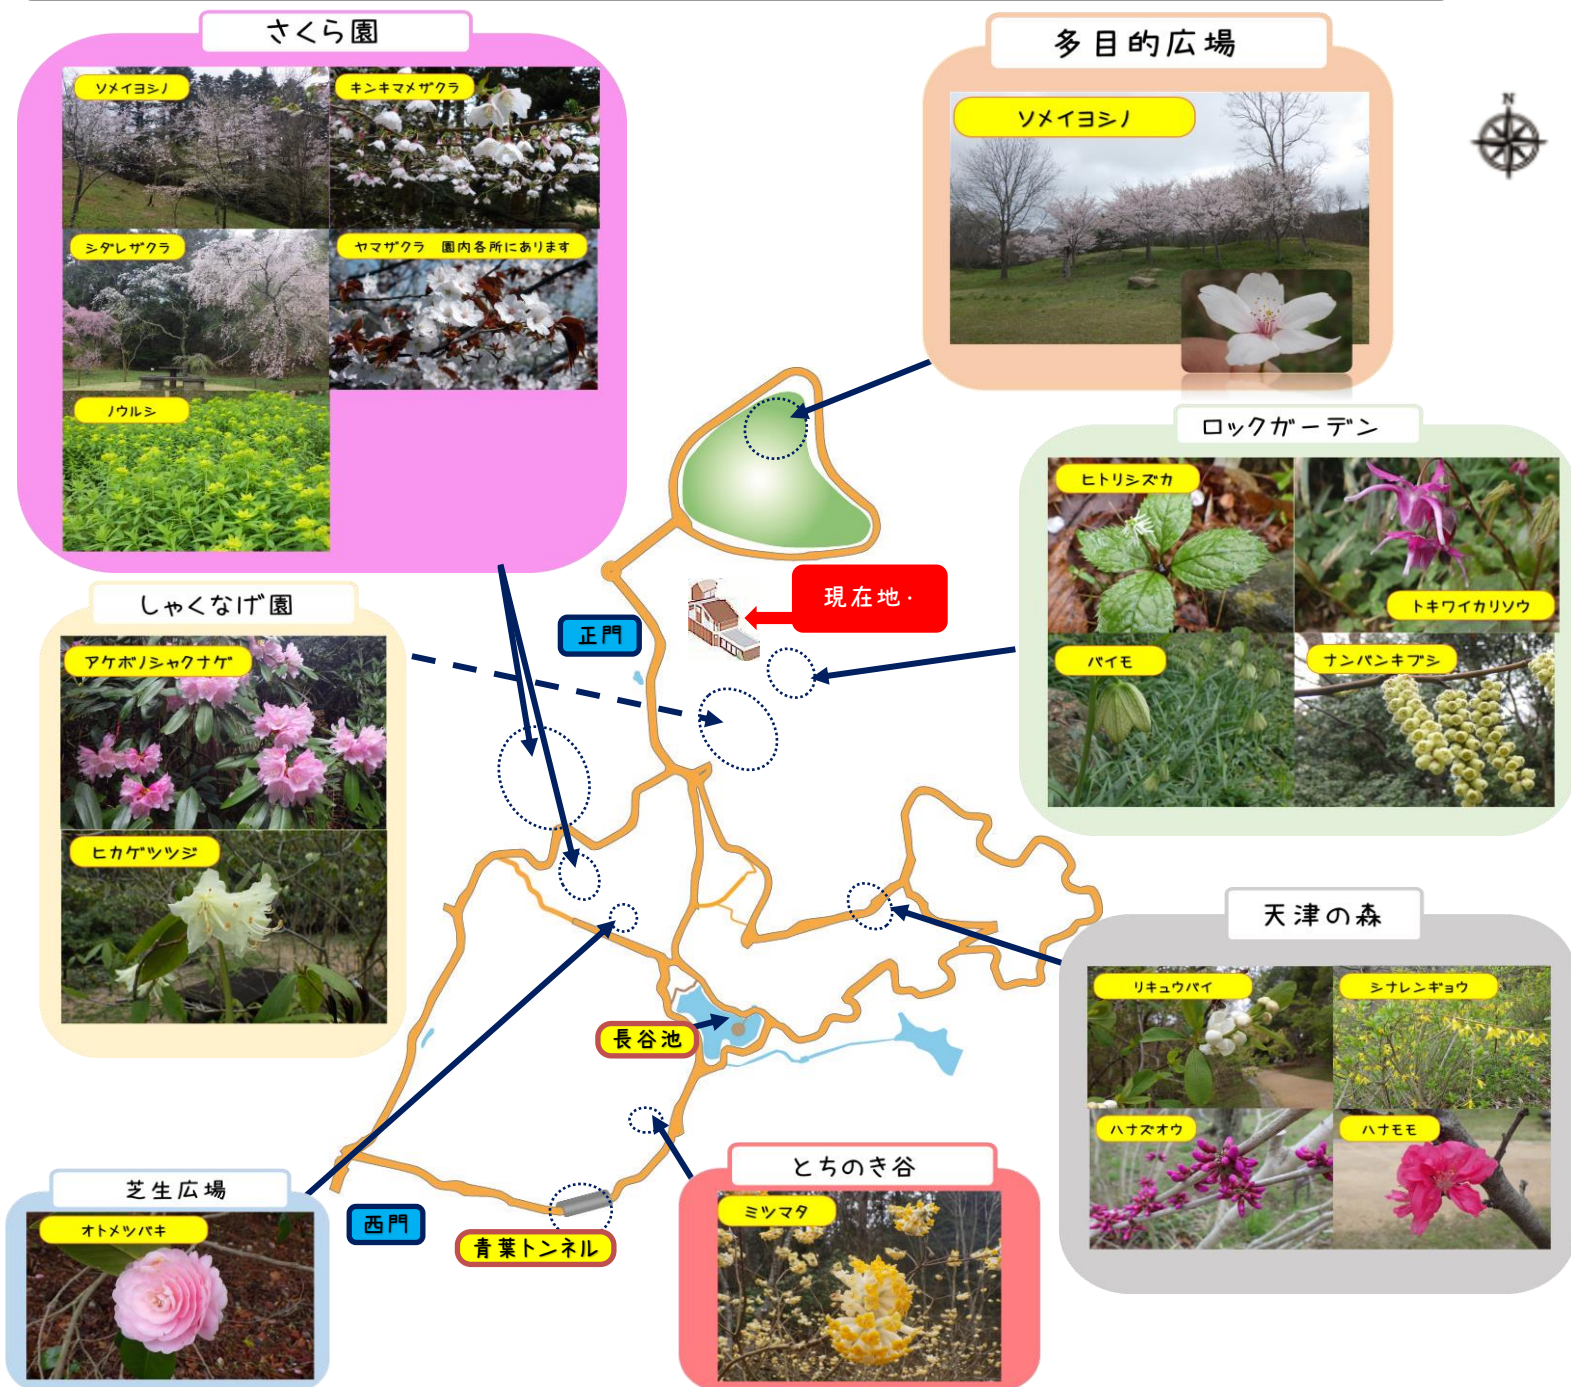 さくら園
ソメイヨシノ
キンキマメザクラ
シダレザクラ
ヤマザクラ 園内各所にあります
ノウルシ
多目的広場
ソメイヨシノ
N
ロックガーデン
ヒトリシズカ
トキワイカリソウ
バイモ
ナンバンキブシ
現在地・
正門
しゃくなげ園
アケボノシャクナゲ
ヒカゲツツジ
天津の森
リキュウバイ
シナレンギョウ
ハナズオウ
ハナモモ
長谷池
とちのき谷
ミツマタ
芝生広場
オトメツバキ
西門
青葉トンネル